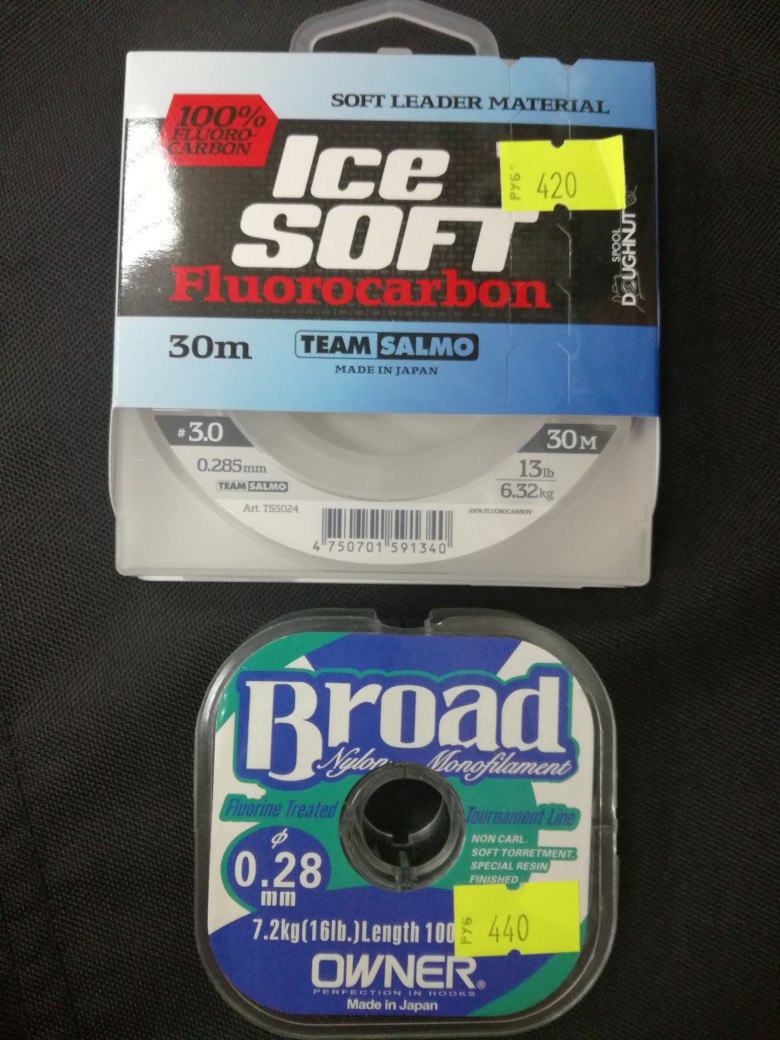 SOFT LEADER MATERIAL
100%
FLUORO-
CARBON
Ice
SOFT
Fluorocarbon
РУБ 420
SPOOL
DOUGHNUT
30m
TEAM SALMO
MADE IN JAPAN
#3.0
30M
0.285mm
13lb
6.32kg
TEAM SALMO
Art. TS5024
100% FLUOROCARBON
4 750701 591340
Broad
Nylon Monofilament
Fluorine Treated
Tournament Line
φ
0.28
mm
NON CARL.
SOFT TORRETMENT.
SPECIAL RESIN
FINISHED
7.2kg(16lb.)Length 100
РУБ 440
OWNER®
PERFECTION IN HOOKS
Made in Japan